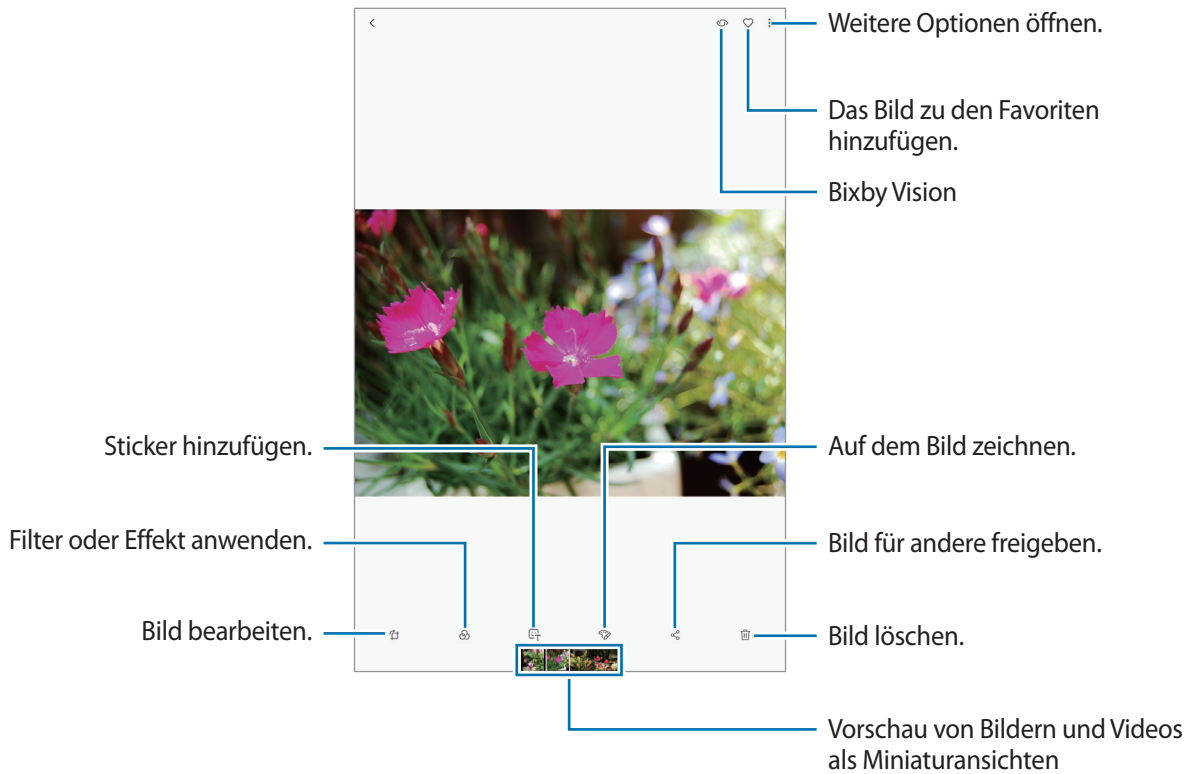 Weitere Optionen öffnen.
Das Bild zu den Favoriten
hinzufügen.
Bixby Vision
Sticker hinzufügen.
Auf dem Bild zeichnen.
Filter oder Effekt anwenden.
Bild für andere freigeben.
Bild bearbeiten.
Bild löschen.
Vorschau von Bildern und Videos
als Miniaturansichten